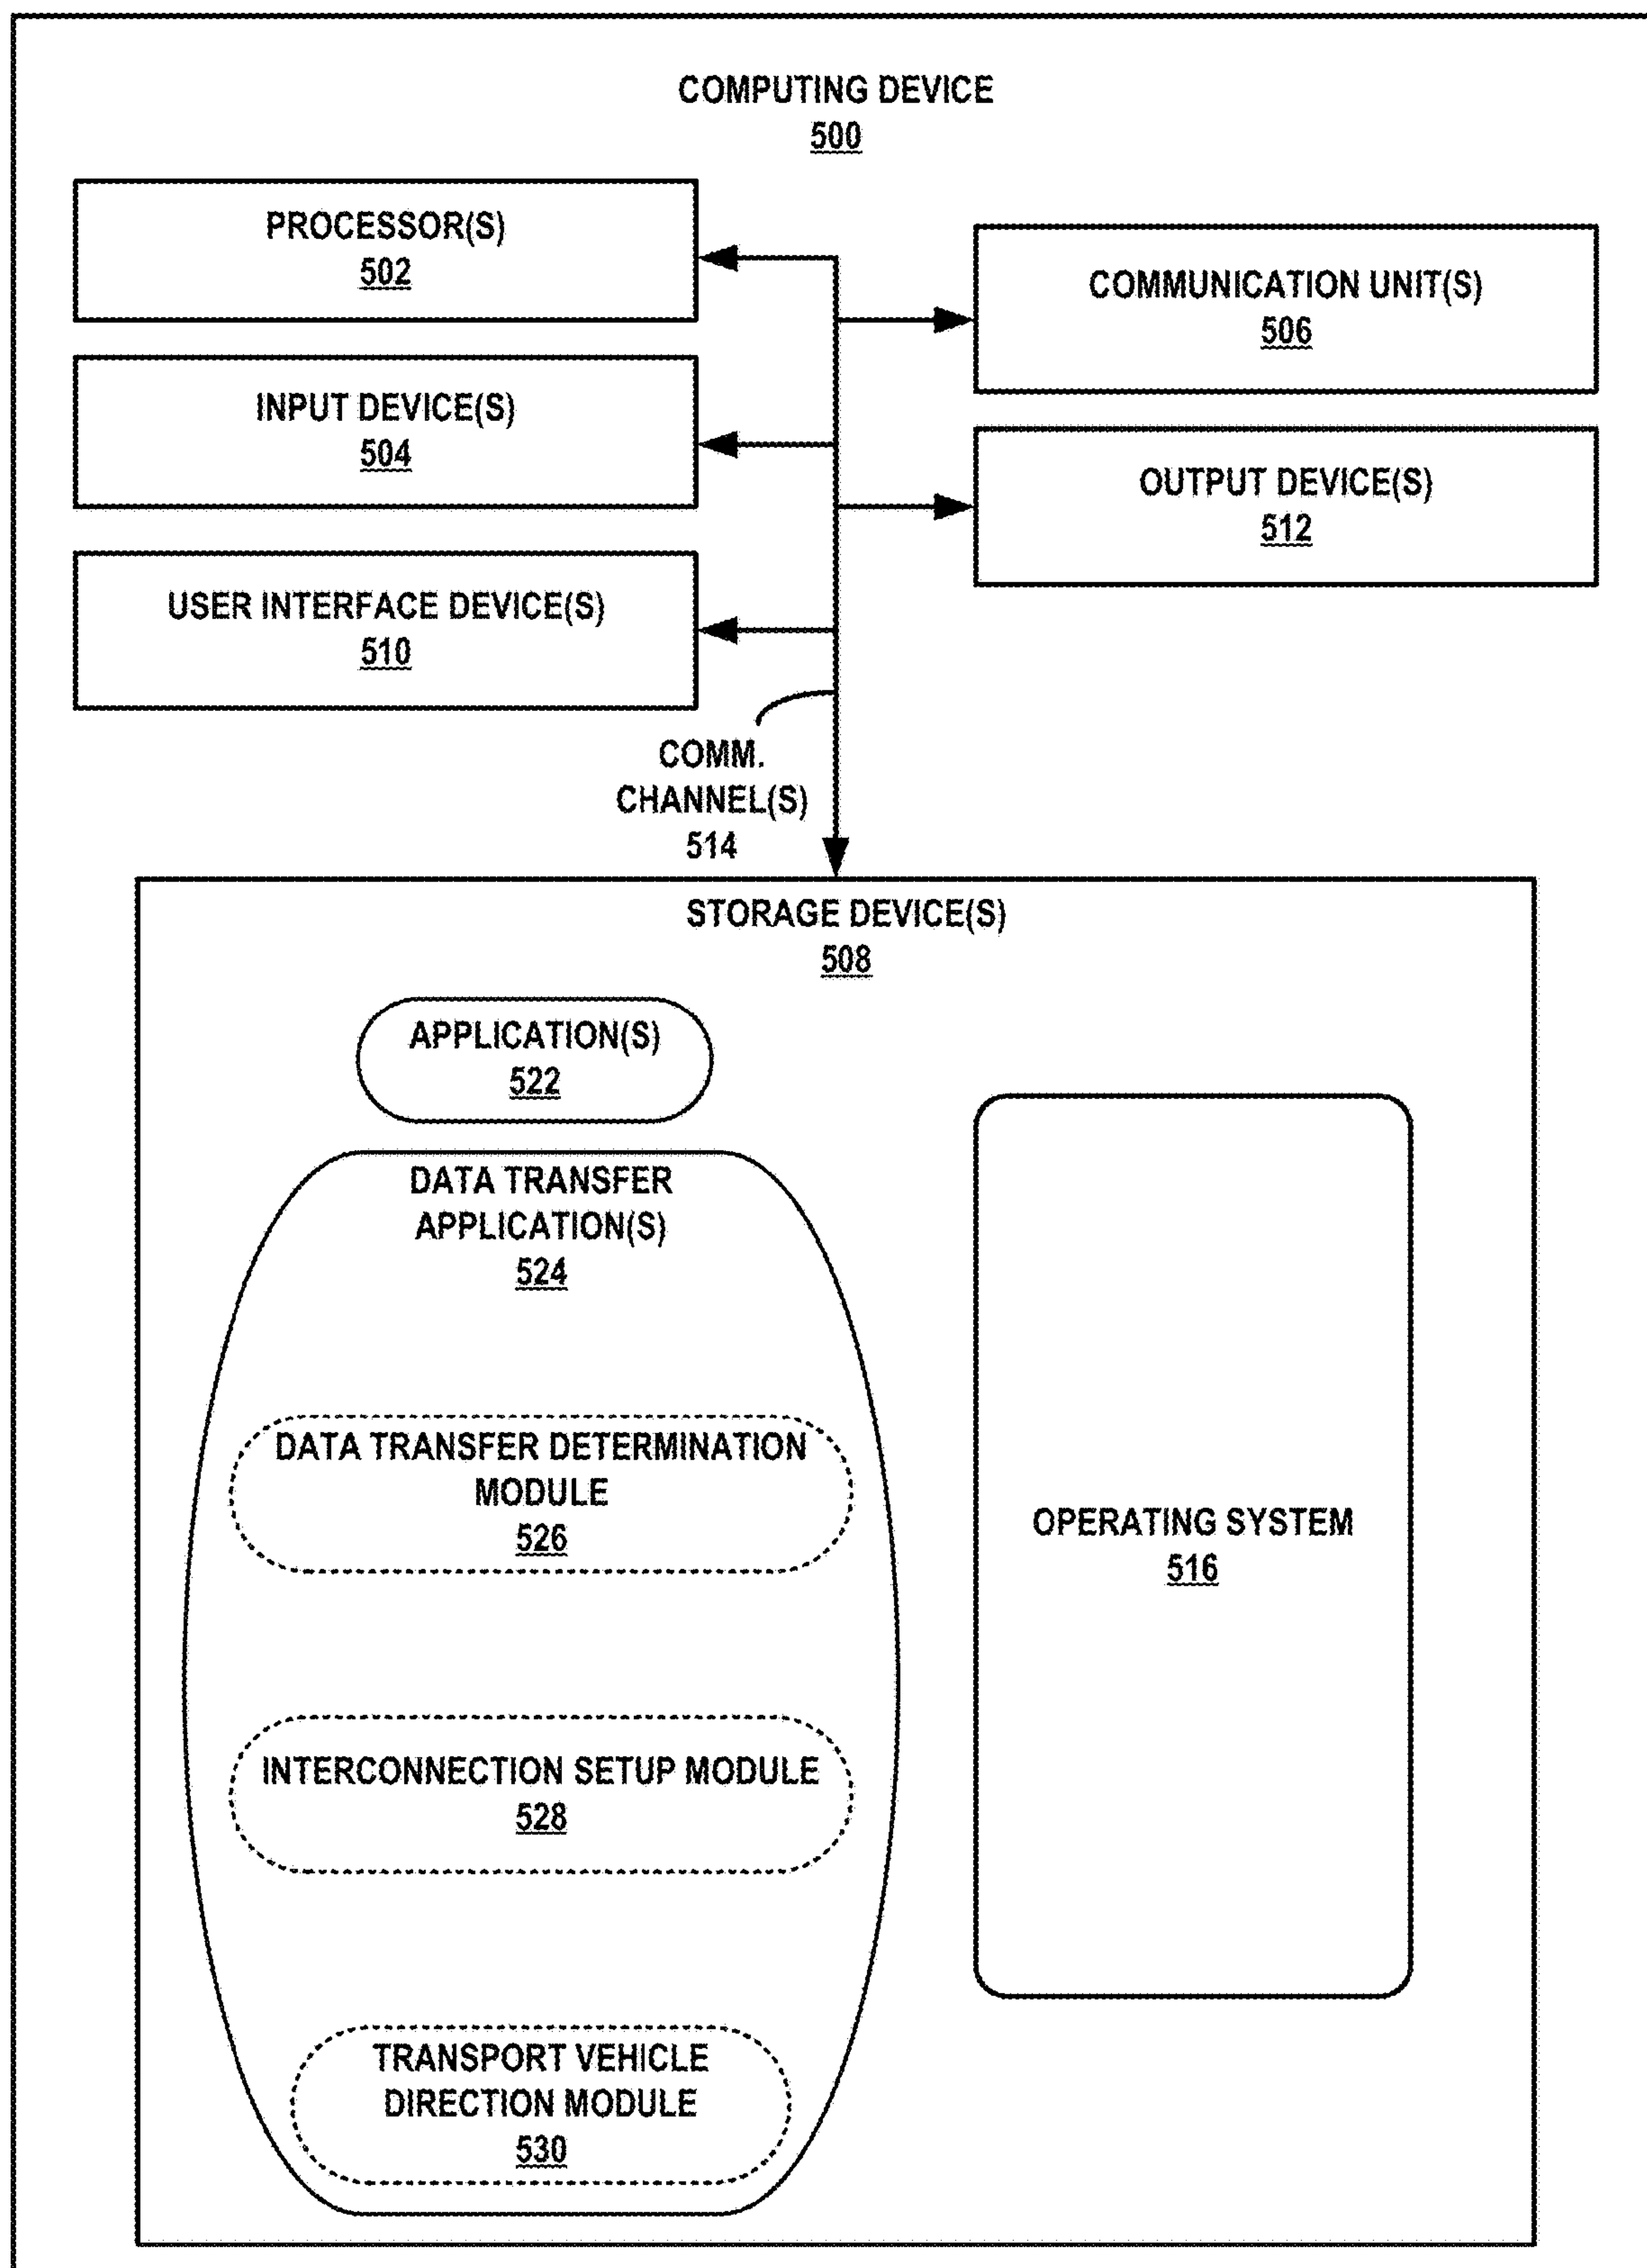 COMPUTING DEVICE
500
PROCESSOR(S)
502
COMMUNICATION UNIT(S)
506
INPUT DEVICE(S)
504
OUTPUT DEVICE(S)
512
USER INTERFACE DEVICE(S)
510
COMM.
CHANNEL(S)
514
STORAGE DEVICE(S)
508
APPLICATION(S)
522
DATA TRANSFER
APPLICATION(S)
524
DATA TRANSFER DETERMINATION
MODULE
526
OPERATING SYSTEM
516
INTERCONNECTION SETUP MODULE
528
TRANSPORT VEHICLE
DIRECTION MODULE
530